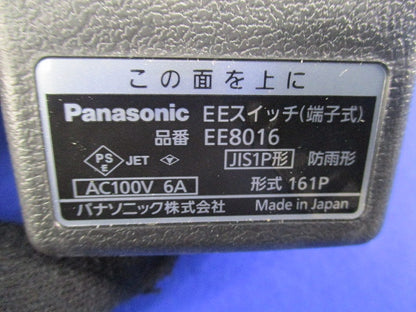 この面を上に
Panasonic EEスイッチ(端子式)
品番 EE8016
PS E JET JIS1P形 防雨形
AC100V 6A 形式 161P
パナソニック株式会社 Made in Japan